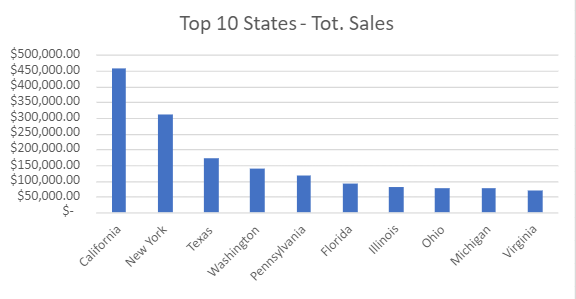 Top 10 States - Tot. Sales
$500,000.00
$450,000.00
$400,000.00
$350,000.00
$300,000.00
$250,000.00
$200,000.00
$150,000.00
$100,000.00
$50,000.00
$-
California
New York
Texas
Washington
Pennsylvania
Florida
Illinois
Ohio
Michigan
Virginia